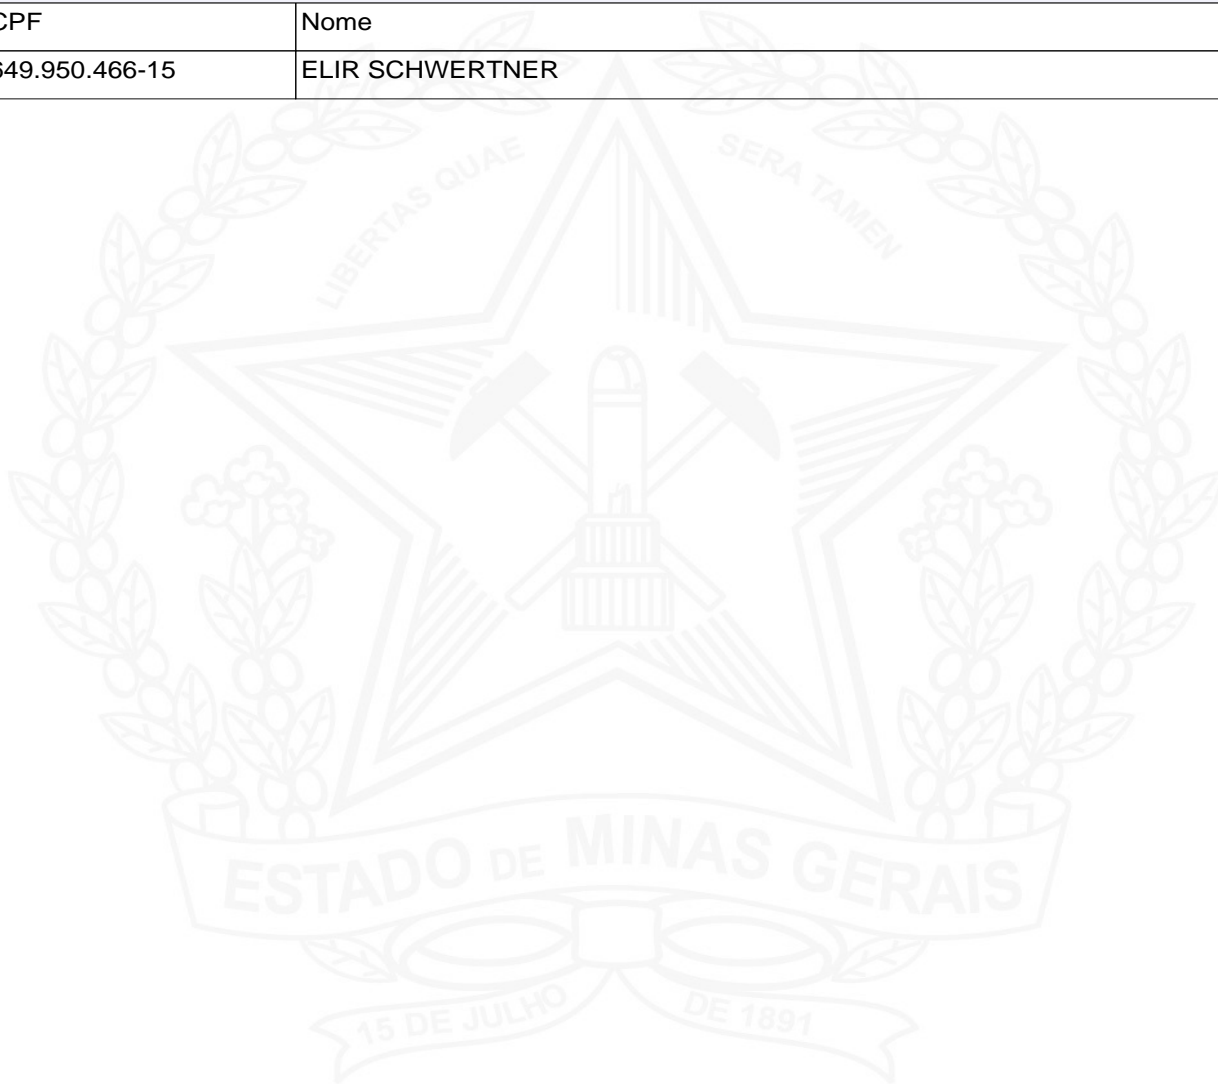 CPF Nome
649.950.466-15 ELIR SCHWERTNER
LIBERTAS QUAE SERA TAMEN
ESTADO DE MINAS GERAIS
15 DE JULHO DE 1891